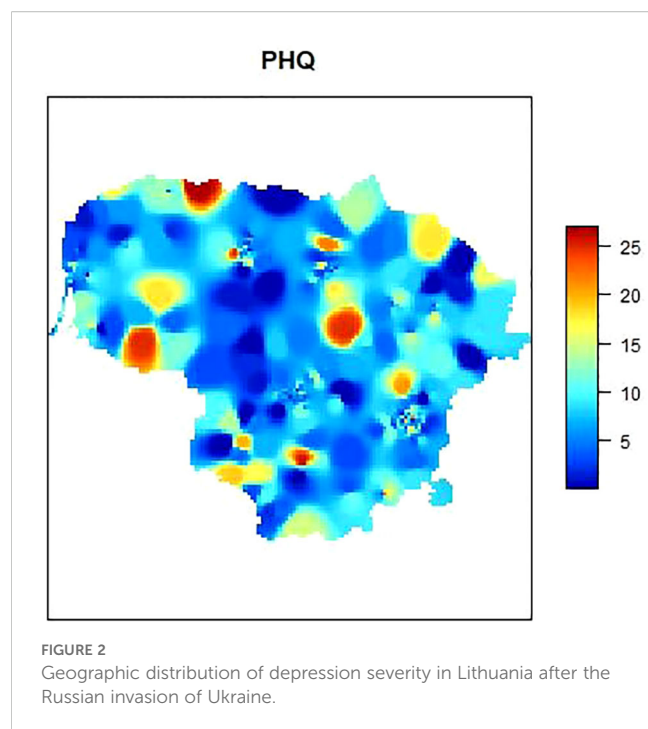 PHQ
25
20
15
10
5
FIGURE 2
Geographic distribution of depression severity in Lithuania after the
Russian invasion of Ukraine.